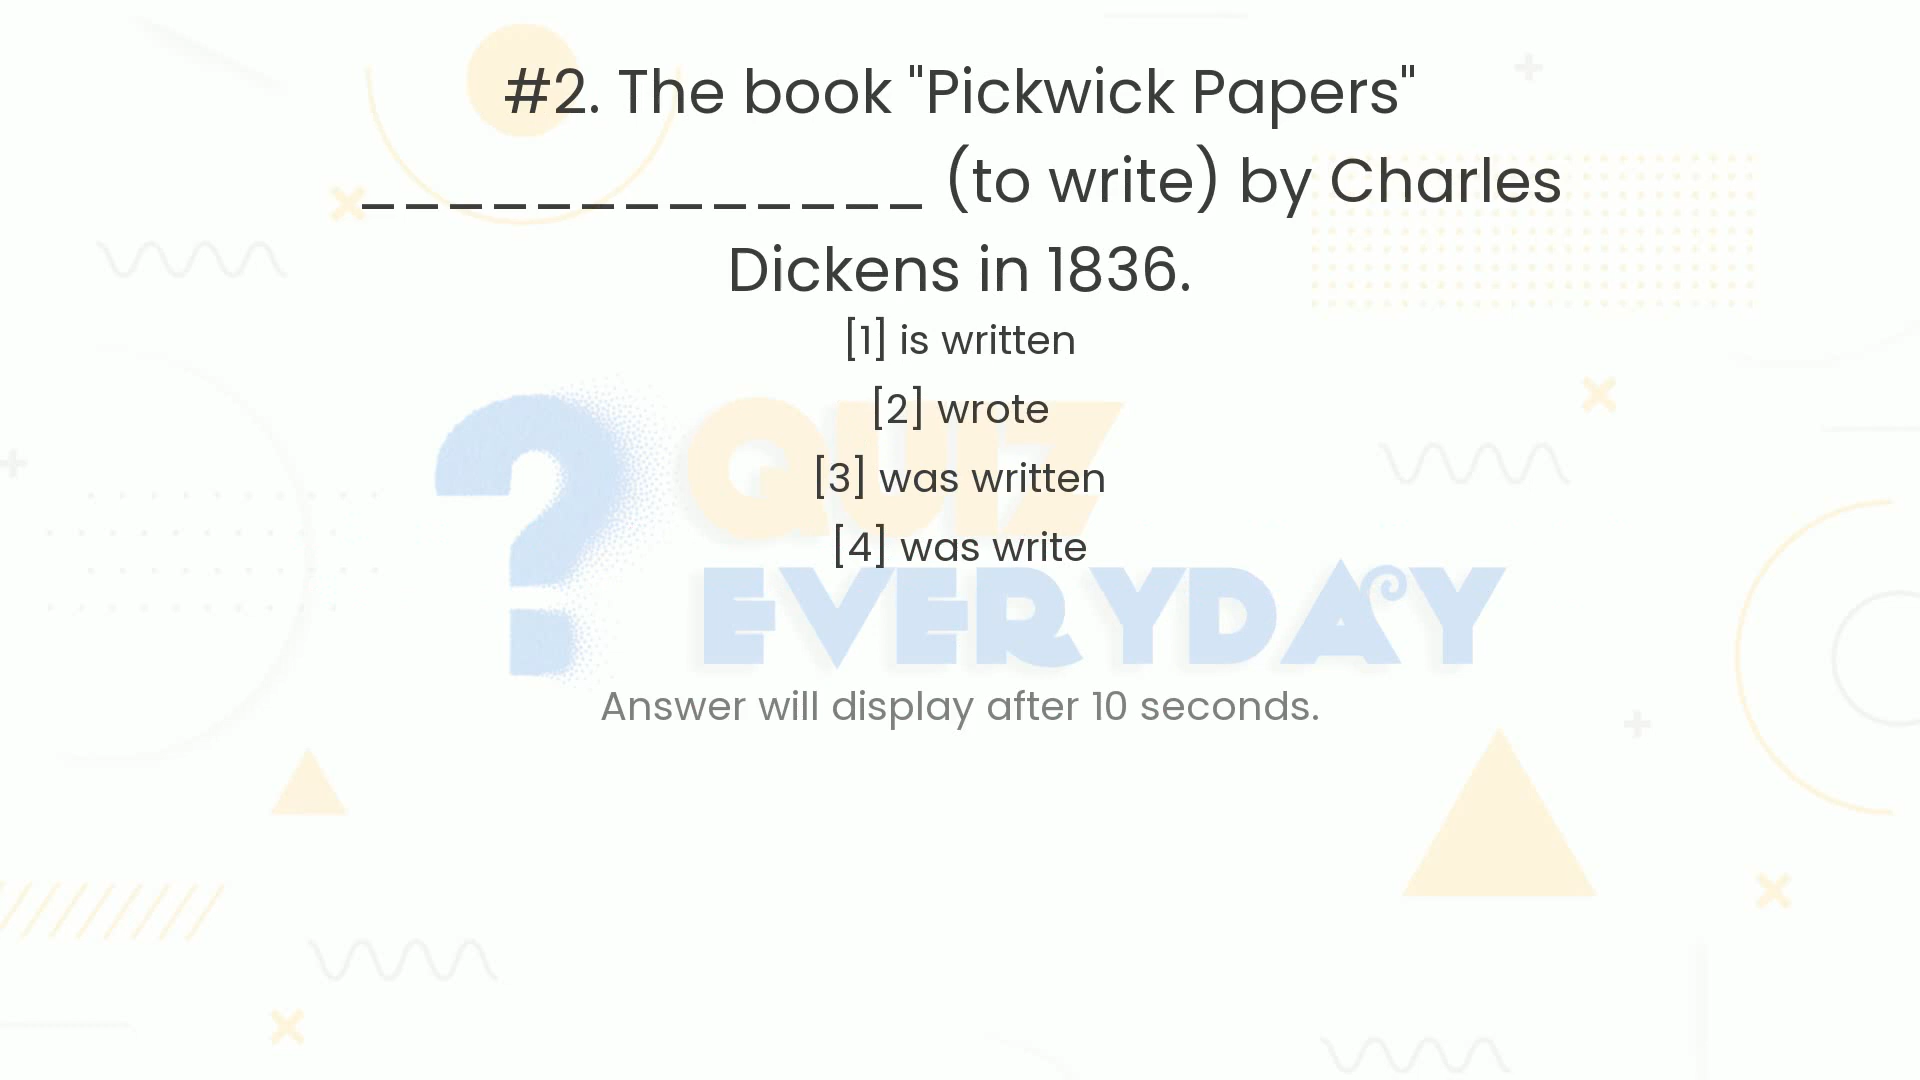 #2. The book "Pickwick Papers"
_ _ _ _ _ _ _ _ _ _ _ _ _ (to write) by Charles
Dickens in 1836.
[1] is written
[2] wrote
[3] was written
[4] was write
? QUIZ
EVERYDAY
Answer will display after 10 seconds.